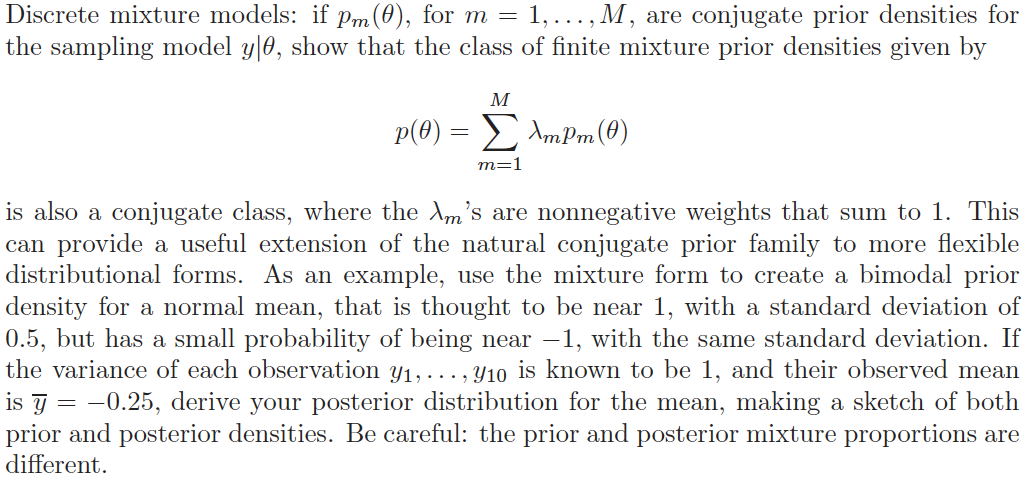 Discrete mixture models: if $p_m(\theta)$, for $m = 1, \ldots, M$, are conjugate prior densities for
the sampling model $y|\theta$, show that the class of finite mixture prior densities given by
$$p(\theta) = \sum_{m=1}^{M} \lambda_m p_m(\theta)$$
is also a conjugate class, where the $\lambda_m$'s are nonnegative weights that sum to 1. This
can provide a useful extension of the natural conjugate prior family to more flexible
distributional forms. As an example, use the mixture form to create a bimodal prior
density for a normal mean, that is thought to be near 1, with a standard deviation of
0.5, but has a small probability of being near $-1$, with the same standard deviation. If
the variance of each observation $y_1, \ldots, y_{10}$ is known to be 1, and their observed mean
is $\overline{y} = -0.25$, derive your posterior distribution for the mean, making a sketch of both
prior and posterior densities. Be careful: the prior and posterior mixture proportions are
different.